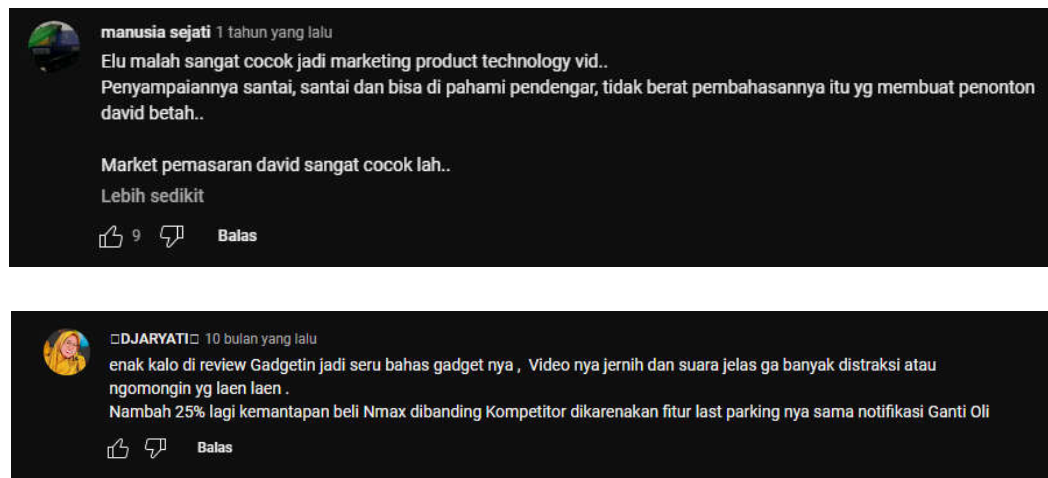 manusia sejati 1 tahun yang lalu
Elu malah sangat cocok jadi marketing product technology vid..
Penyampaiannya santai, santai dan bisa di pahami pendengar, tidak berat pembahasannya itu yg membuat penonton
david betah..
Market pemasaran david sangat cocok lah..
Lebih sedikit
9 Balas
□DJARYATI□ 10 bulan yang lalu
enak kalo di review Gadgetin jadi seru bahas gadget nya , Video nya jernih dan suara jelas ga banyak distraksi atau
ngomongin yg laen laen .
Nambah 25% lagi kemantapan beli Nmax dibanding Kompetitor dikarenakan fitur last parking nya sama notifikasi Ganti Oli
Balas